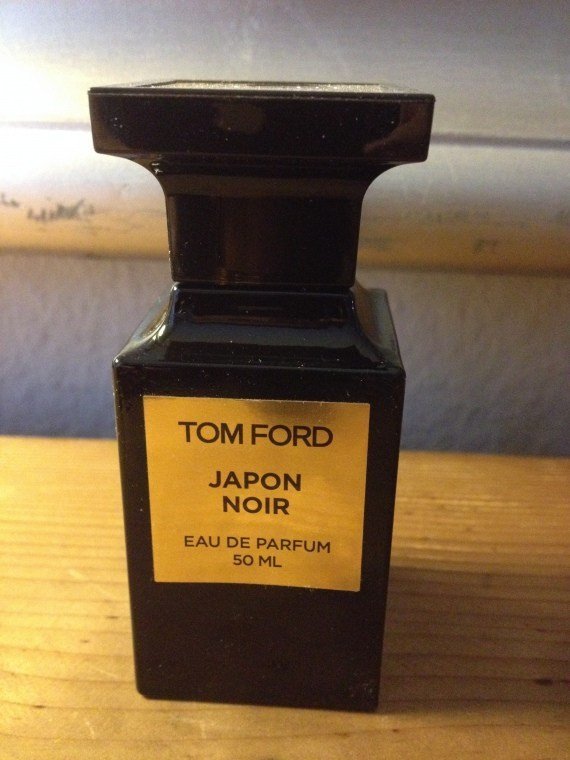 TOM FORD
JAPON
NOIR
EAU DE PARFUM
50 ML